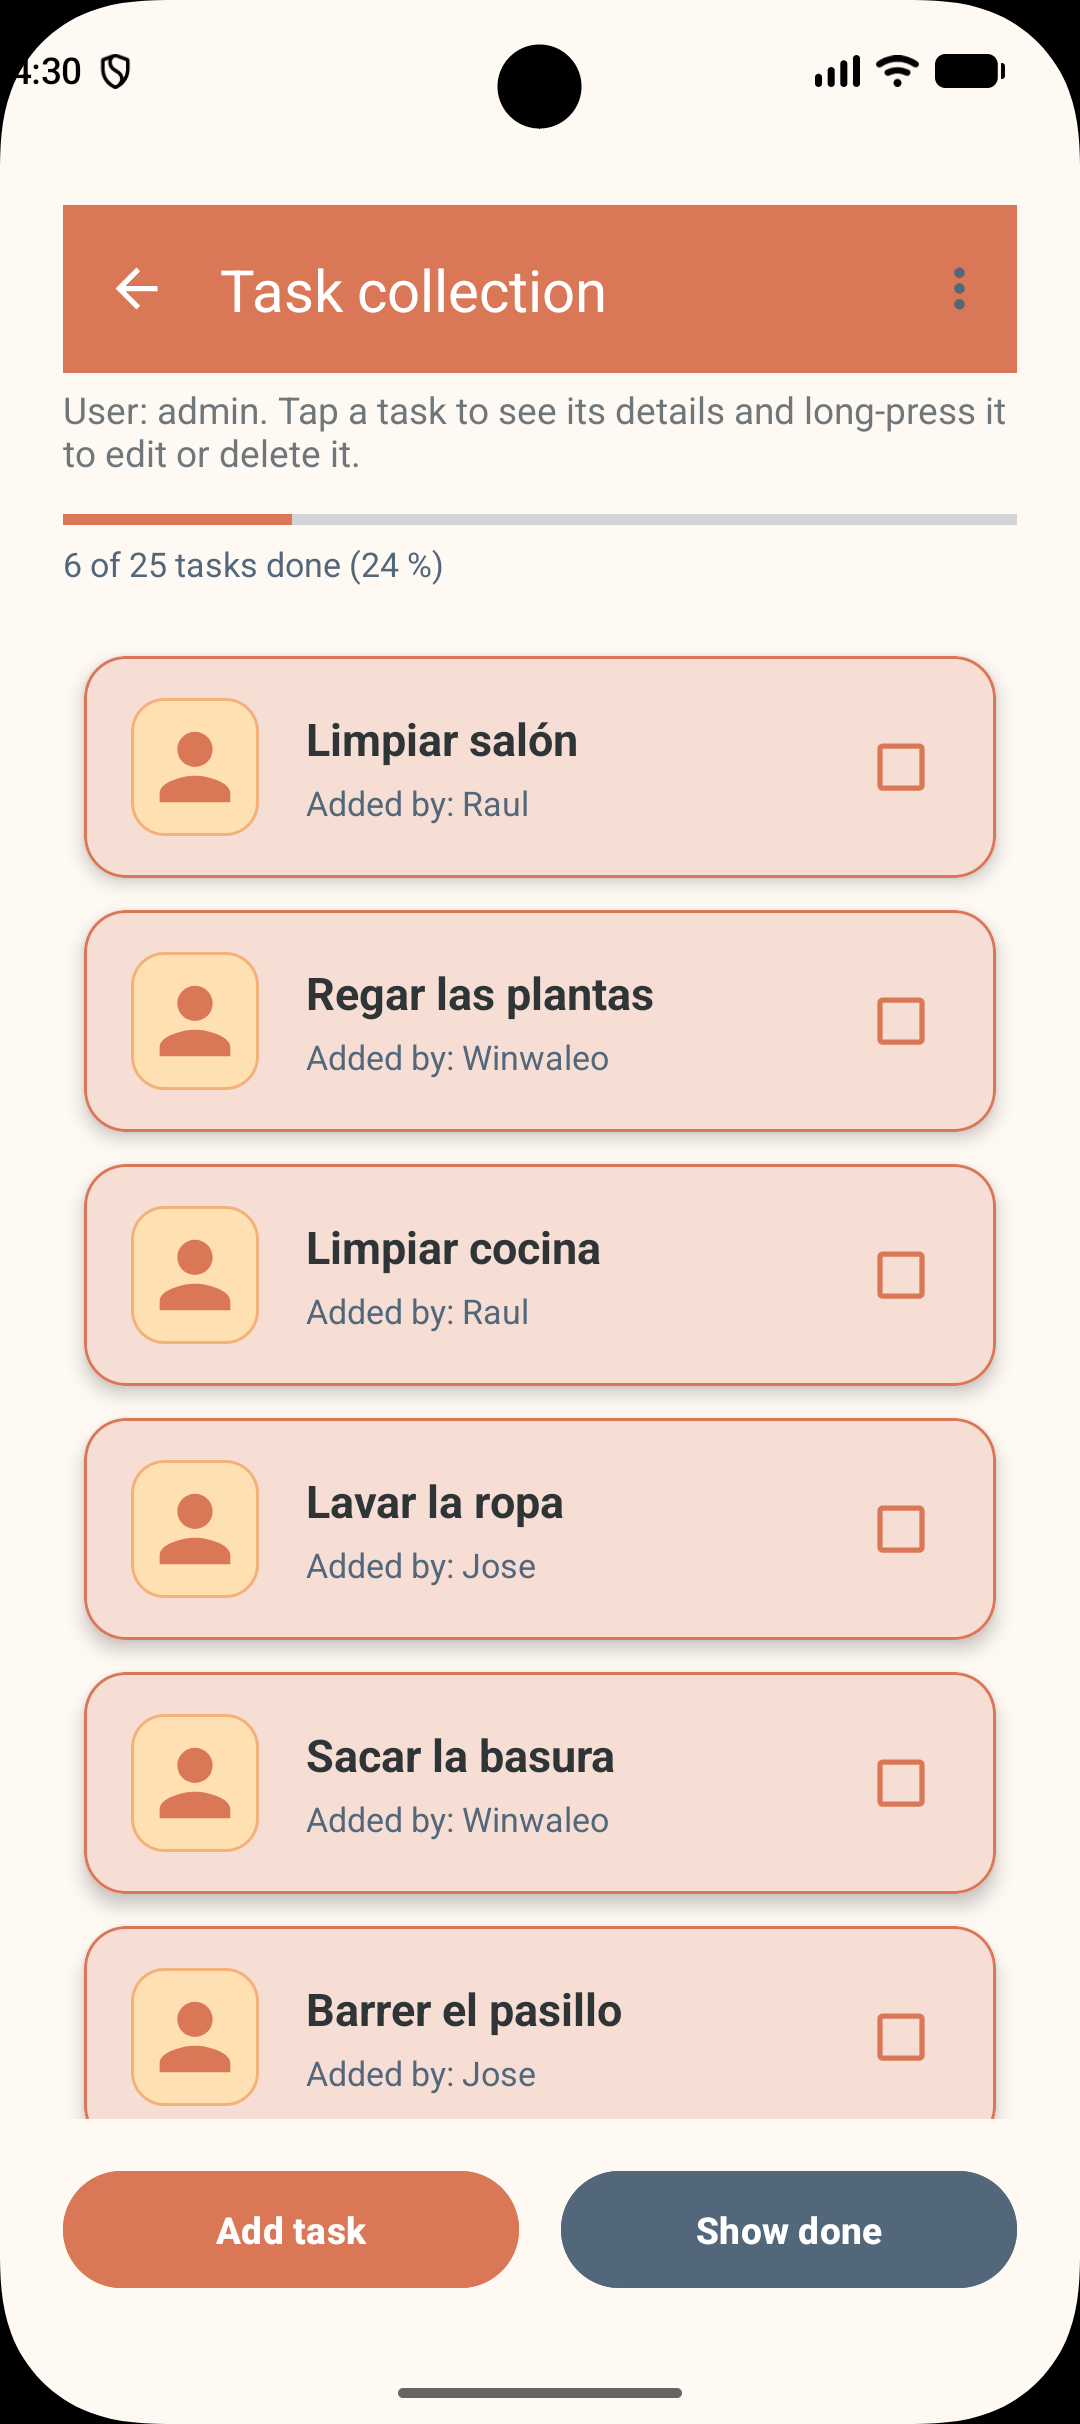 4:30
Task collection
User: admin. Tap a task to see its details and long-press it
to edit or delete it.
6 of 25 tasks done (24 %)
Limpiar salón
Added by: Raul
Regar las plantas
Added by: Winwaleo
Limpiar cocina
Added by: Raul
Lavar la ropa
Added by: Jose
Sacar la basura
Added by: Winwaleo
Barrer el pasillo
Added by: Jose
Add task
Show done